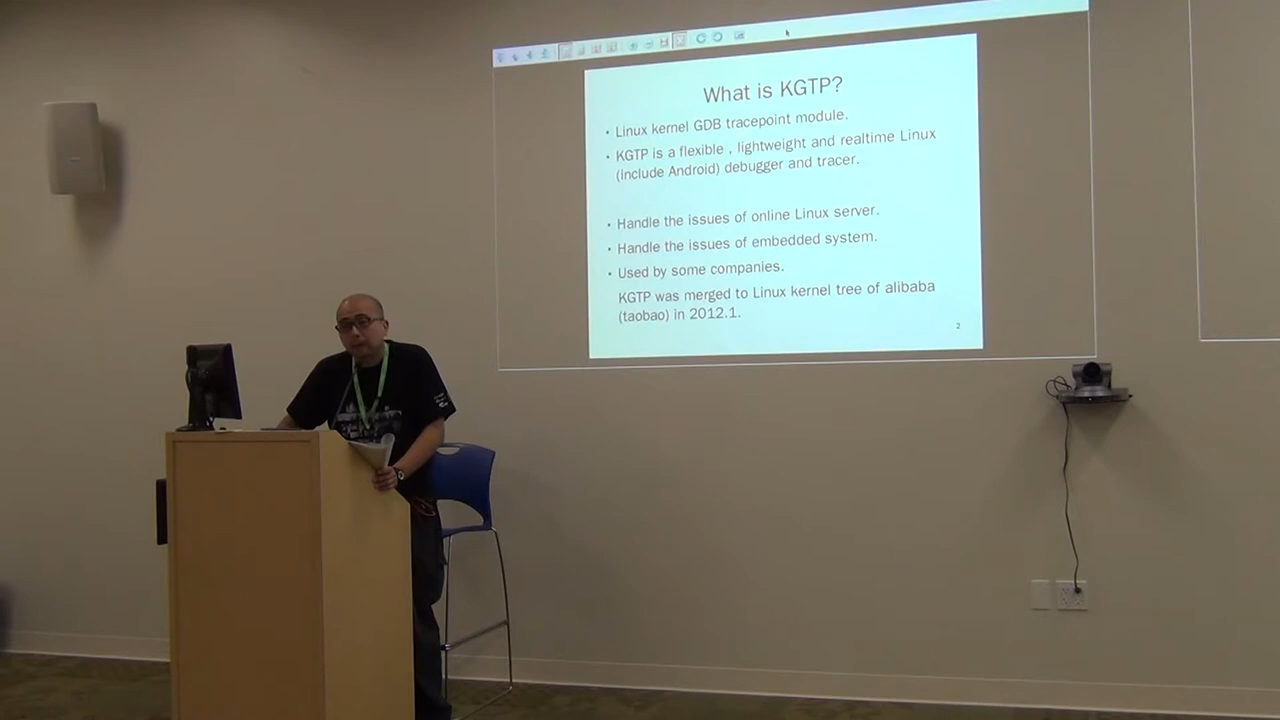 What is KGTP?
• Linux kernel GDB tracepoint module.
• KGTP is a flexible , lightweight and realtime Linux
(include Android) debugger and tracer.
• Handle the issues of online Linux server.
• Handle the issues of embedded system.
• Used by some companies.
KGTP was merged to Linux kernel tree of alibaba
(taobao) in 2012.1.
2